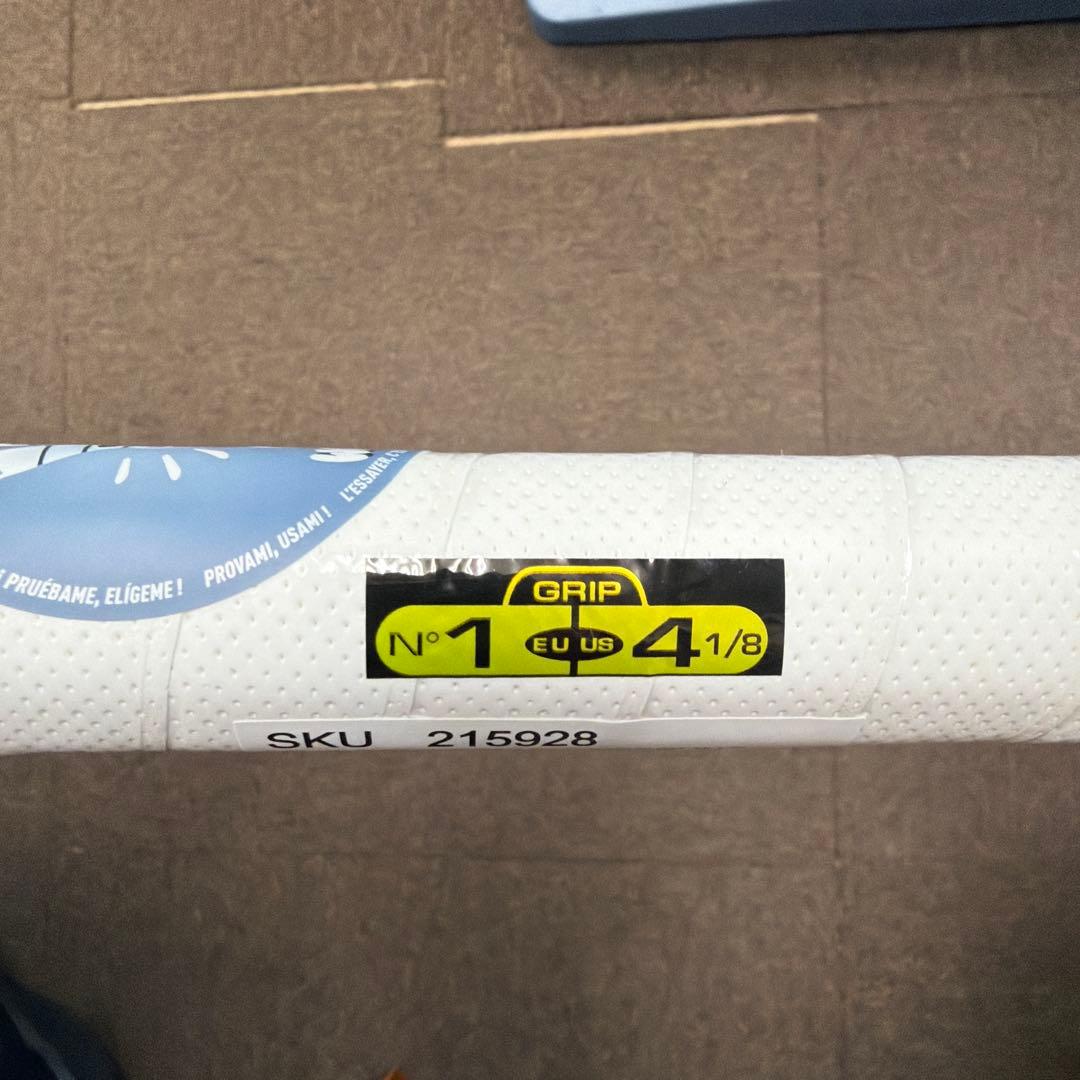 PRUÉBAME, ELÍGEME !
PROVAMI, USAMI !
L'ESSAYER,
GRIP
N° 1 EU US 4 1/8
SKU 215928